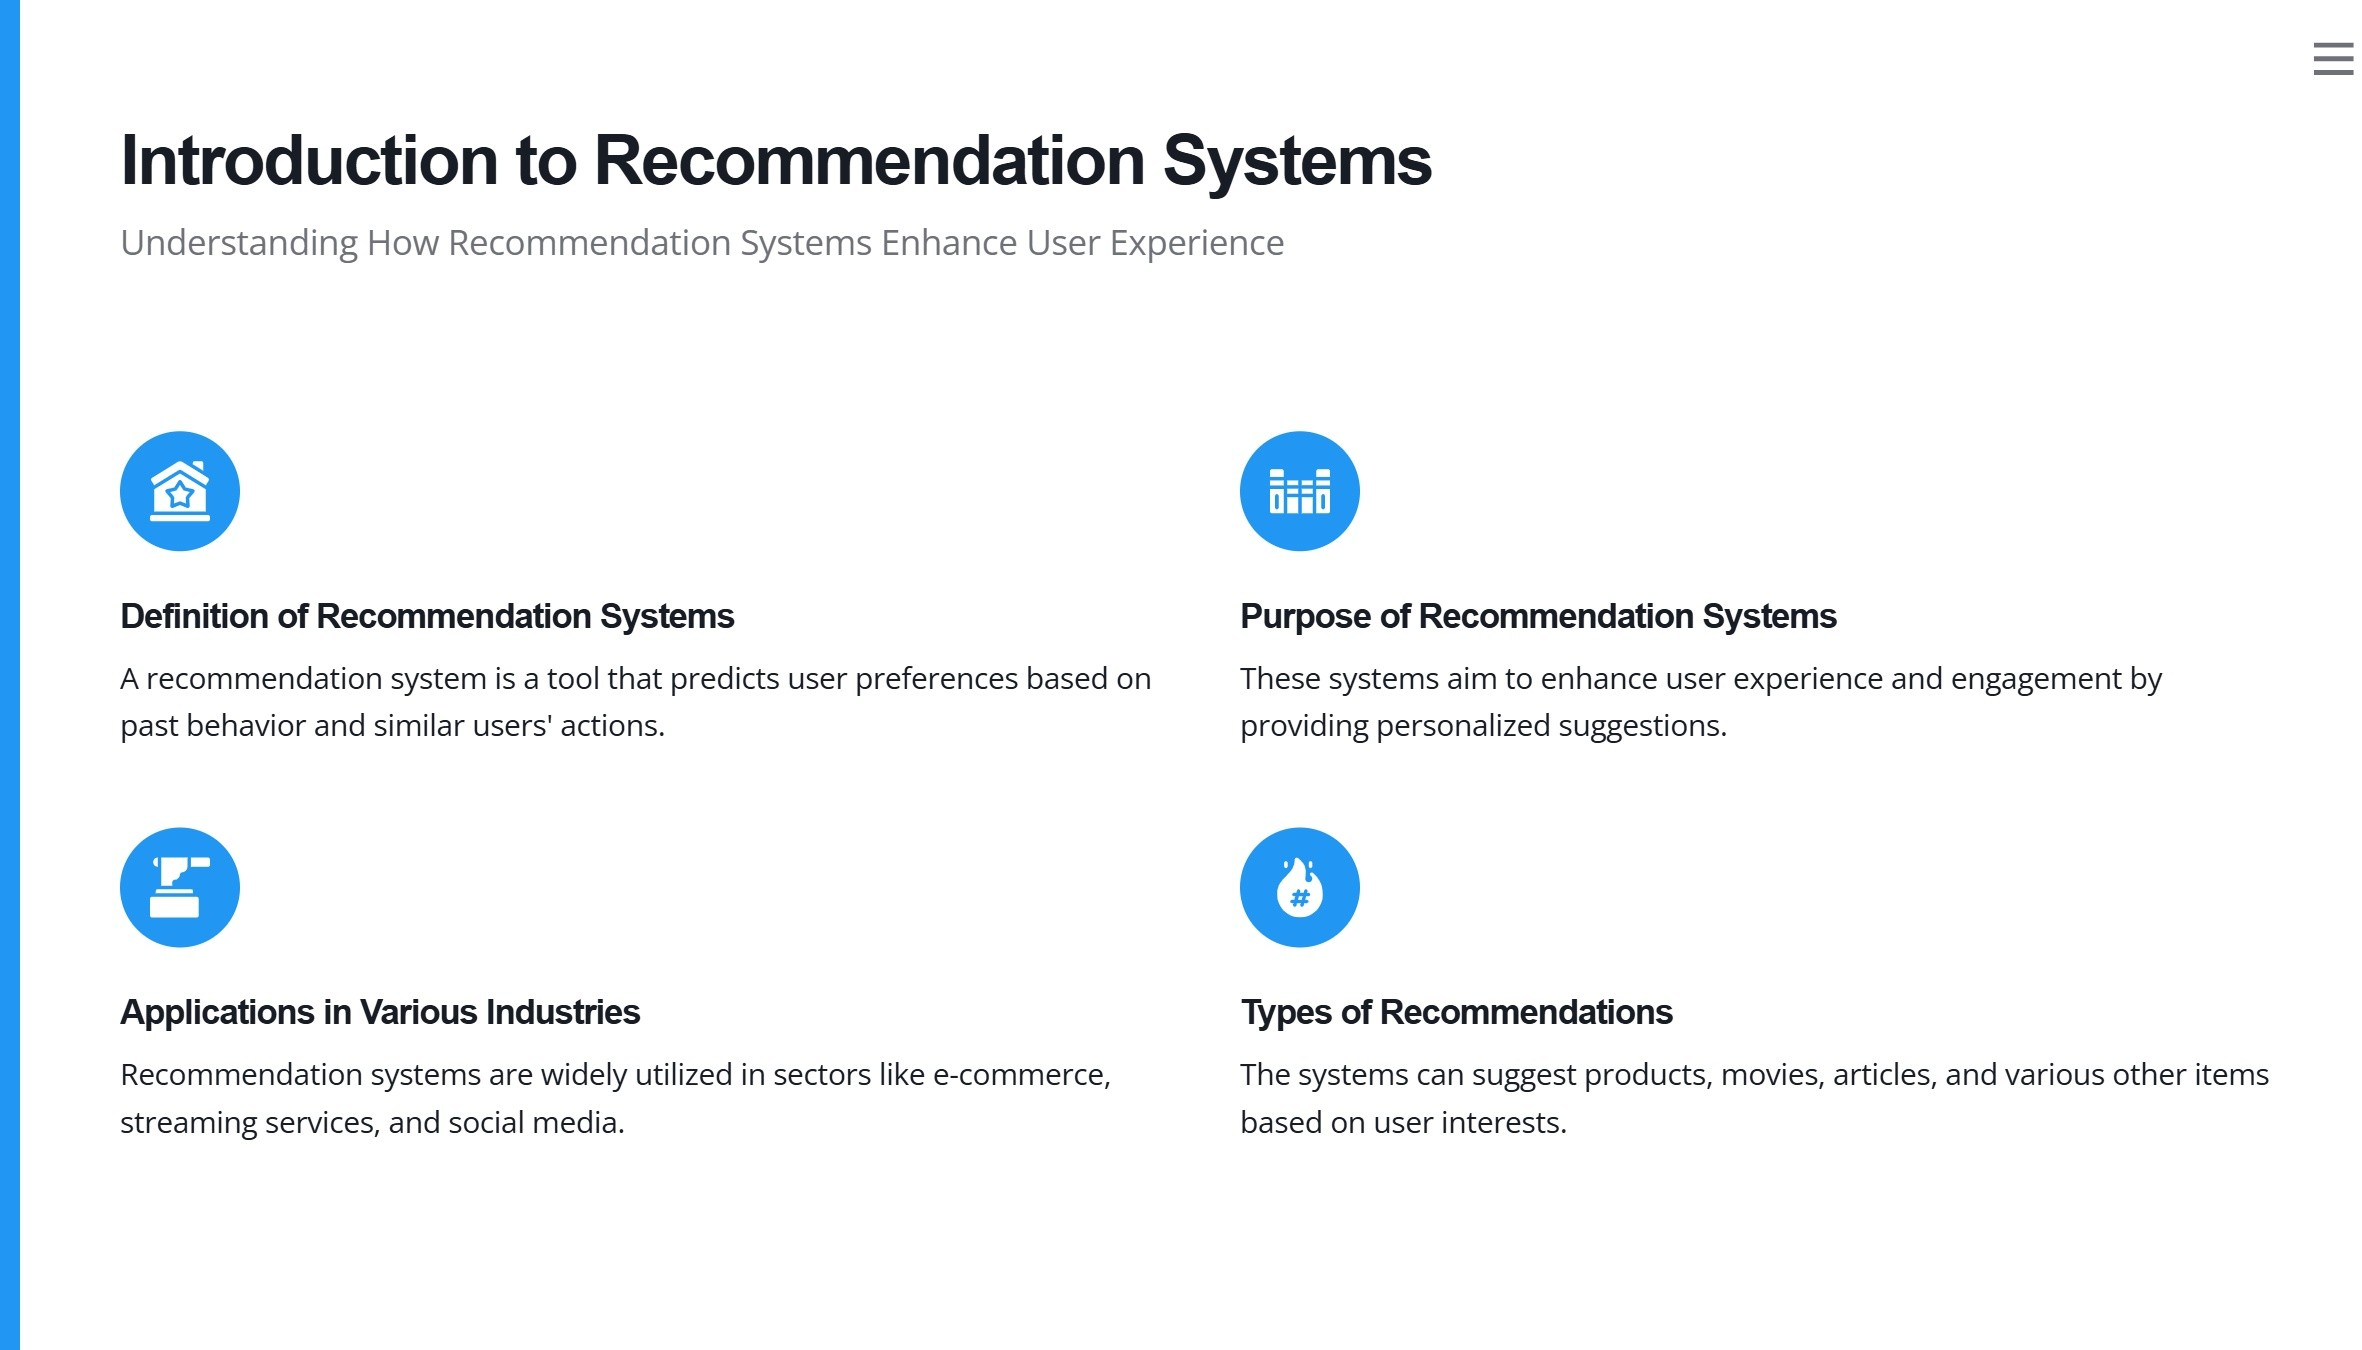 Introduction to Recommendation Systems
Understanding How Recommendation Systems Enhance User Experience
Definition of Recommendation Systems
A recommendation system is a tool that predicts user preferences based on
past behavior and similar users' actions.
Purpose of Recommendation Systems
These systems aim to enhance user experience and engagement by
providing personalized suggestions.
Applications in Various Industries
Recommendation systems are widely utilized in sectors like e-commerce,
streaming services, and social media.
#
Types of Recommendations
The systems can suggest products, movies, articles, and various other items
based on user interests.